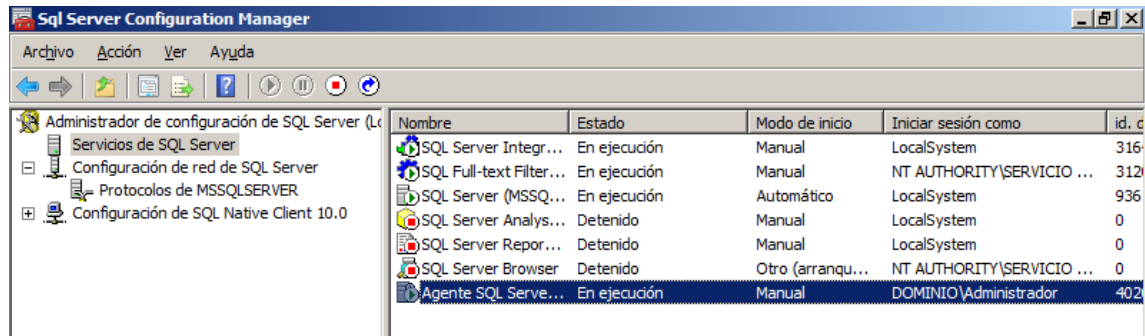 Sql Server Configuration Manager
Archivo Acción Ver Ayuda
Administrador de configuración de SQL Server (Lo
Servicios de SQL Server
Configuración de red de SQL Server
Protocolos de MSSQLSERVER
Configuración de SQL Native Client 10.0
Nombre Estado Modo de inicio Iniciar sesión como id. d
SQL Server Integr... En ejecución Manual LocalSystem 316
SQL Full-text Filter... En ejecución Manual NT AUTHORITY\SERVICIO ... 312
SQL Server (MSSQ... En ejecución Automático LocalSystem 936
SQL Server Analys... Detenido Manual LocalSystem 0
SQL Server Repor... Detenido Manual LocalSystem 0
SQL Server Browser Detenido Otro (arranqu... NT AUTHORITY\SERVICIO ... 0
Agente SQL Serve... En ejecución Manual DOMINIO\Administrador 402